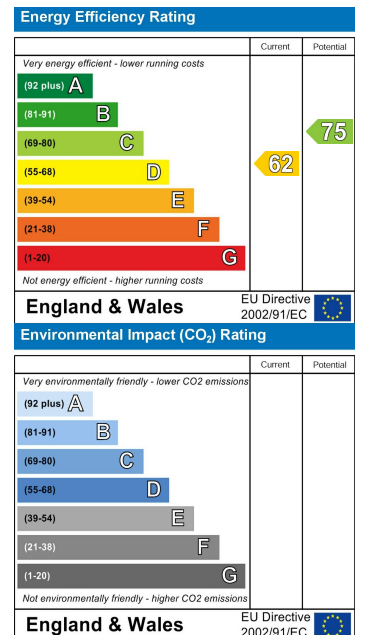 Energy Efficiency Rating
Current Potential
Very energy efficient - lower running costs
(92 plus) A
(81-91) B
(69-80) C
(55-68) D
(39-54) E
(21-38) F
(1-20) G
62
75
Not energy efficient - higher running costs
England & Wales
EU Directive
2002/91/EC
Environmental Impact (CO₂) Rating
Current Potential
Very environmentally friendly - lower CO2 emissions
(92 plus) A
(81-91) B
(69-80) C
(55-68) D
(39-54) E
(21-38) F
(1-20) G
Not environmentally friendly - higher CO2 emissions
England & Wales
EU Directive
2002/91/EC